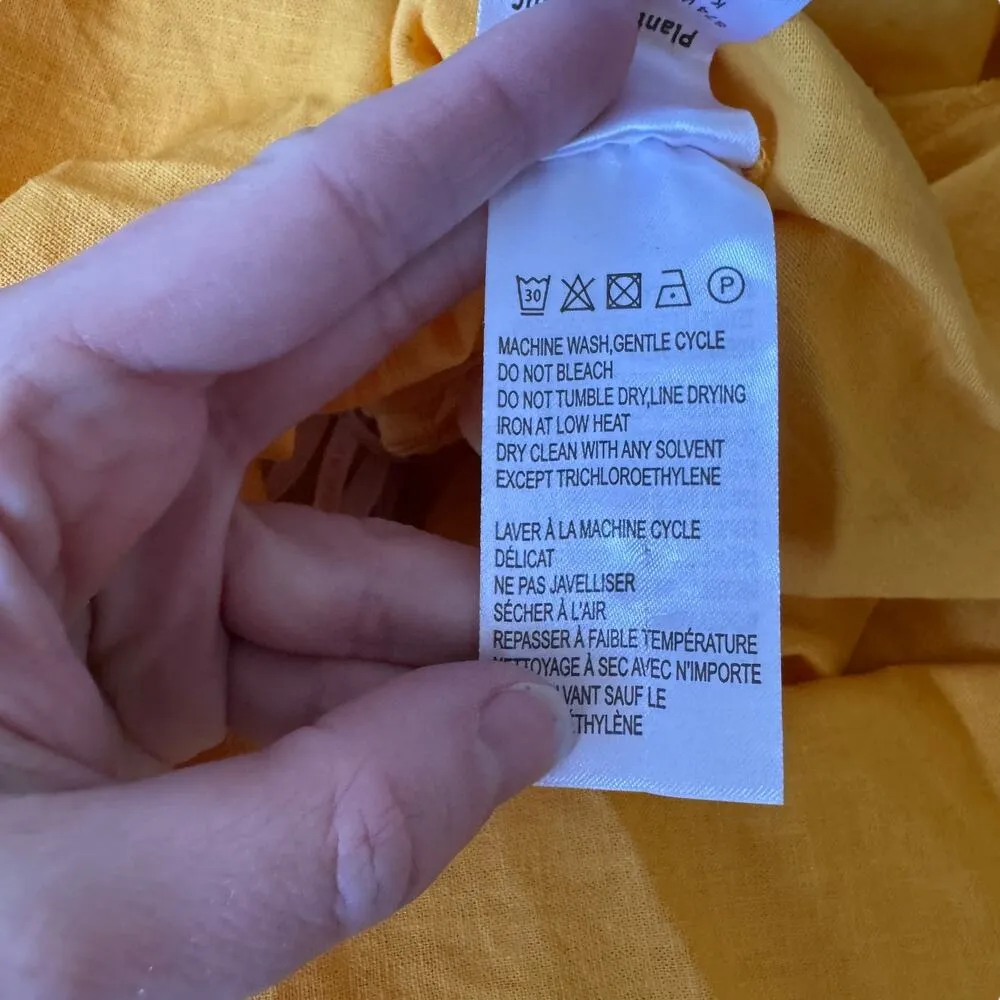 Plant
30
P
MACHINE WASH,GENTLE CYCLE
DO NOT BLEACH
DO NOT TUMBLE DRY,LINE DRYING
IRON AT LOW HEAT
DRY CLEAN WITH ANY SOLVENT
EXCEPT TRICHLOROETHYLENE
LAVER À LA MACHINE CYCLE
DÉLICAT
NE PAS JAVELLISER
SÉCHER À L'AIR
REPASSER À FAIBLE TEMPÉRATURE
À SEC AVEC N'IMPORTE
SAUF LE